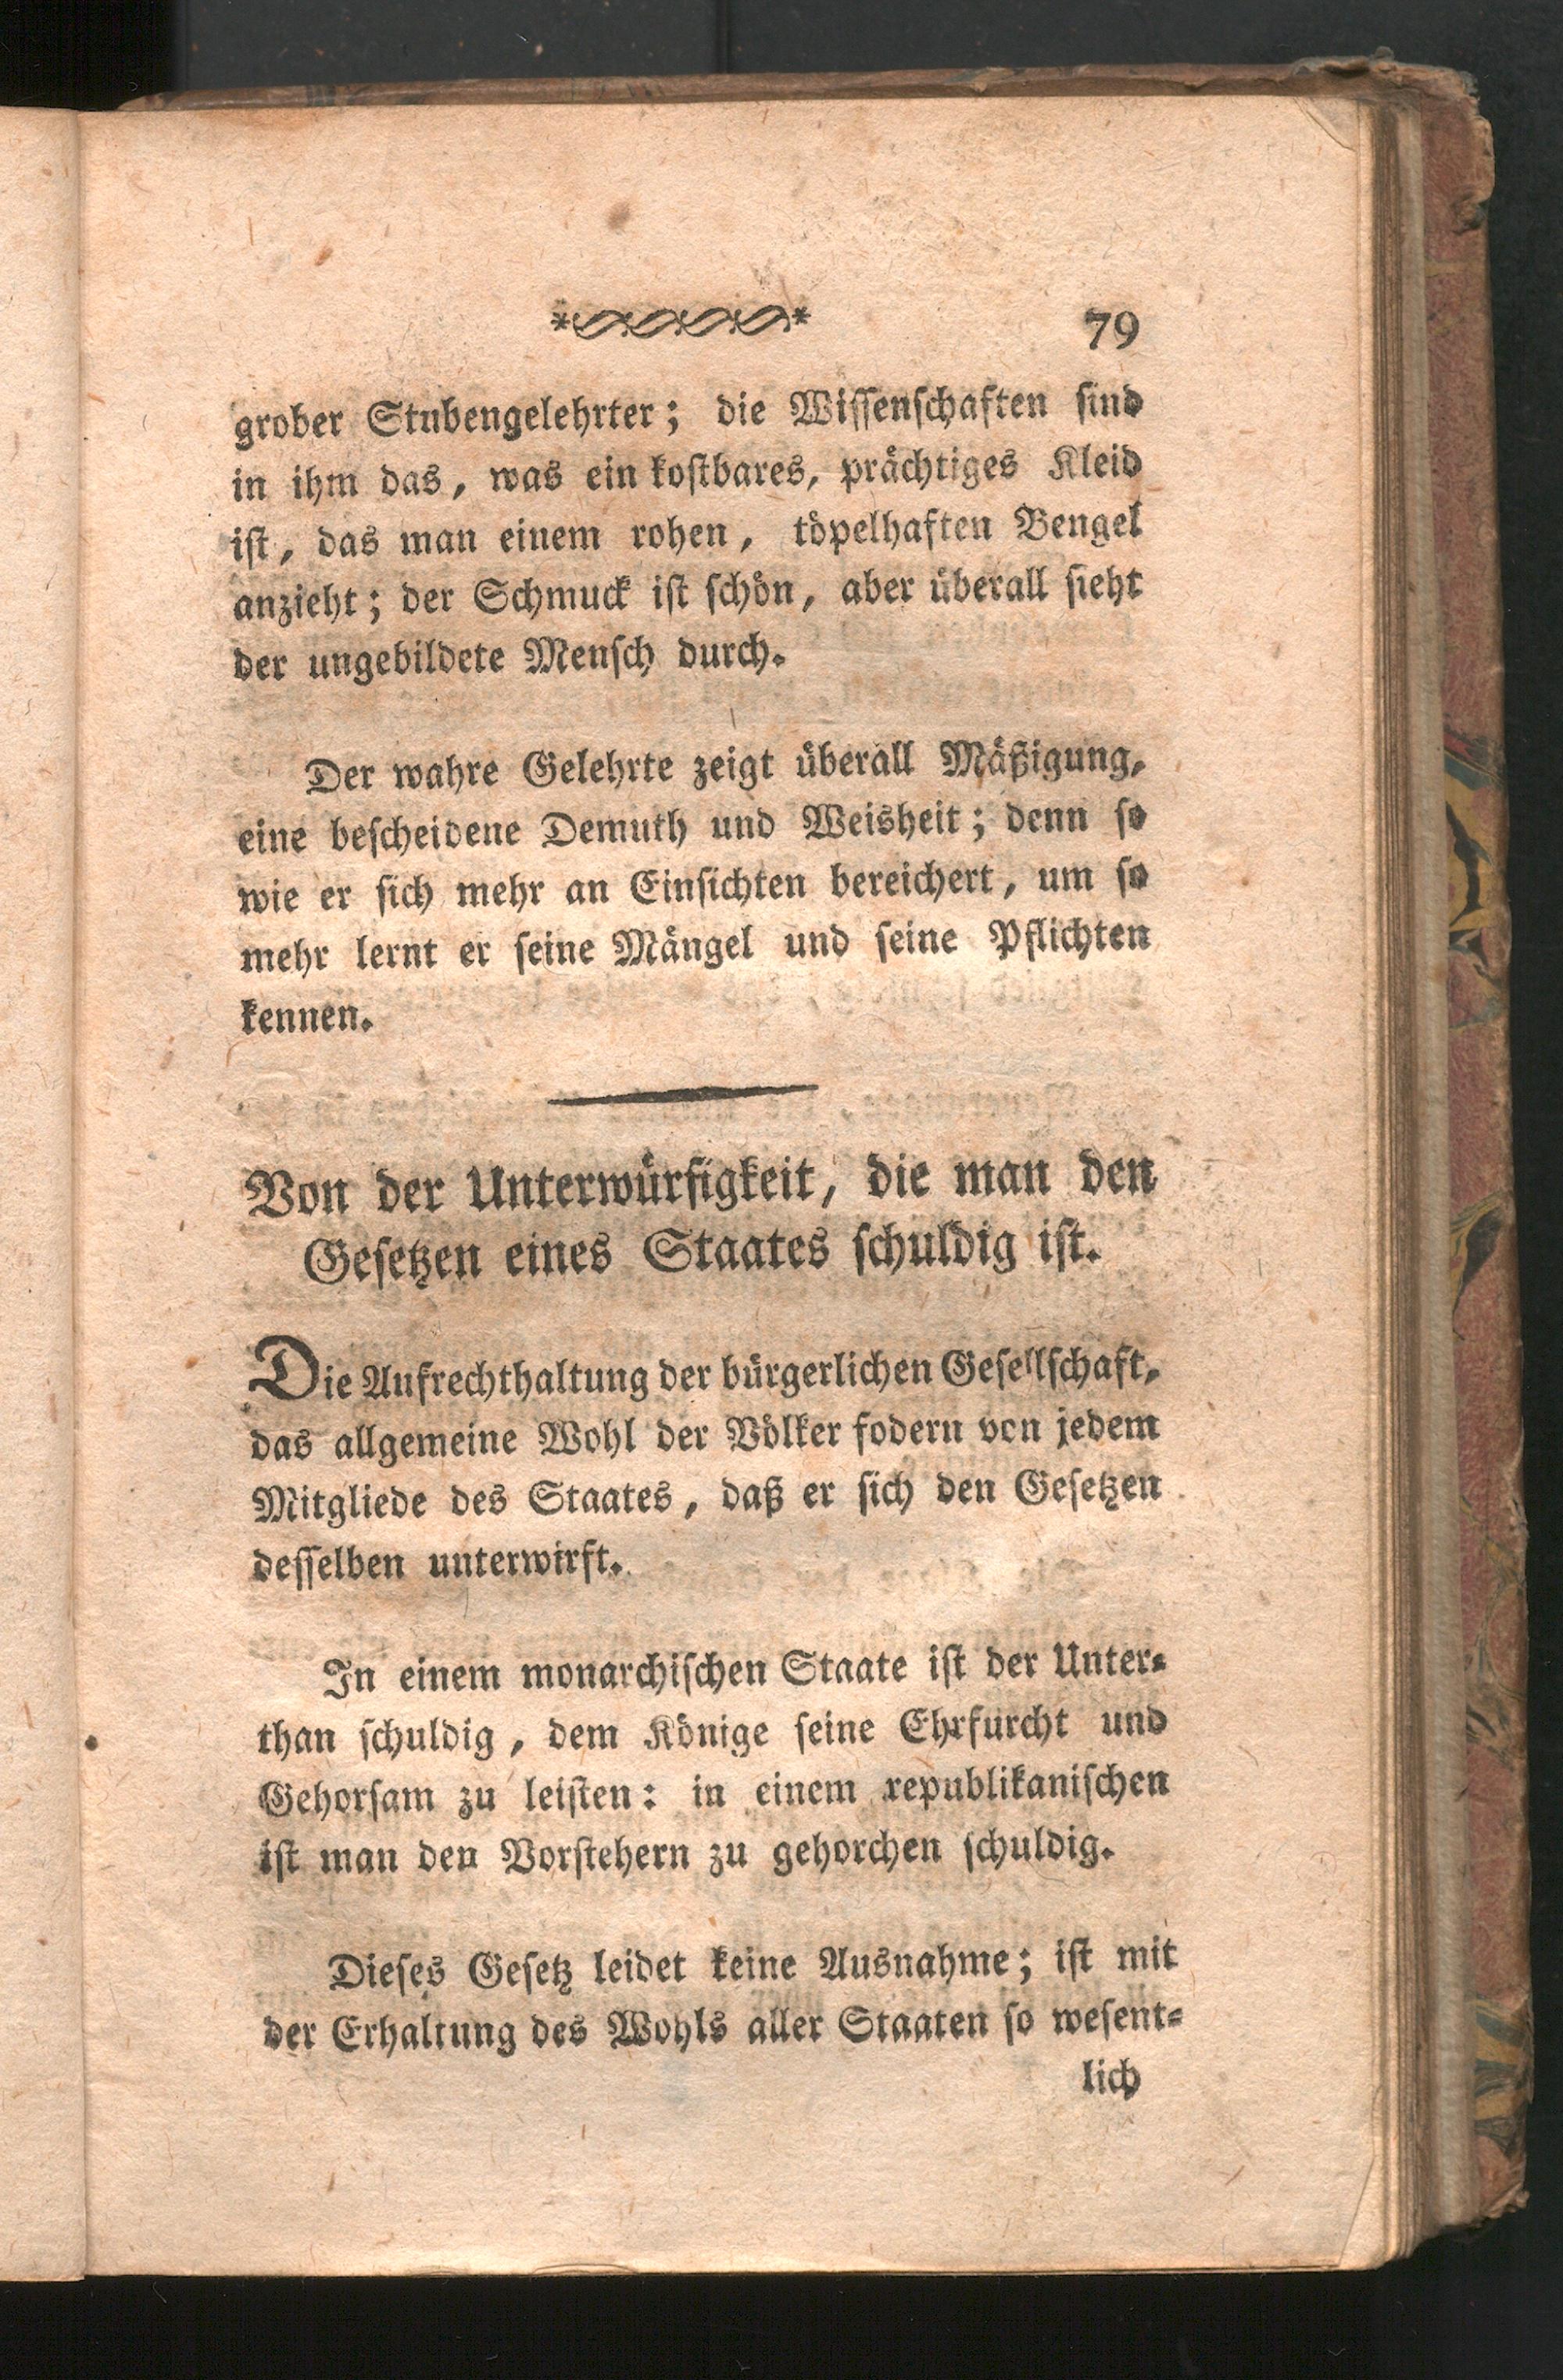 79
grober Stnbengelehrter; die Wissenschaften sind
in ihm das, was ein kostbares, prächtiges Kleid
ist, das man einem rohen, töpelhaften Bengel
anzieht; der Schmuck ist schön, aber überall sieht
der ungebildete Mensch durch.
Der wahre Gelehrte zeigt überall Mäßigung,
eine bescheidene Demuth und Weisheit; denn so
wie er sich mehr an Einsichten bereichert, um so
mehr lernt er seine Mängel und seine Pflichten
kennen.
Von der Unterwürfigkeit, die man den
Gesetzen eines Staates schuldig ist.
Die Aufrechthaltung der bürgerlichen Gesellschaft,
das allgemeine Wohl der Völker fodern von jedem
Mitgliede des Staates, daß er sich den Gesetzen
desselben unterwirft.
In einem monarchischen Staate ist der Unter-
than schuldig, dem Könige seine Ehrfurcht und
Gehorsam zu leisten: in einem republikanischen
ist man den Vorstehern zu gehorchen schuldig.
Dieses Gesetz leidet keine Ausnahme; ist mit
der Erhaltung des Wohls aller Staaten so wesent-
lich